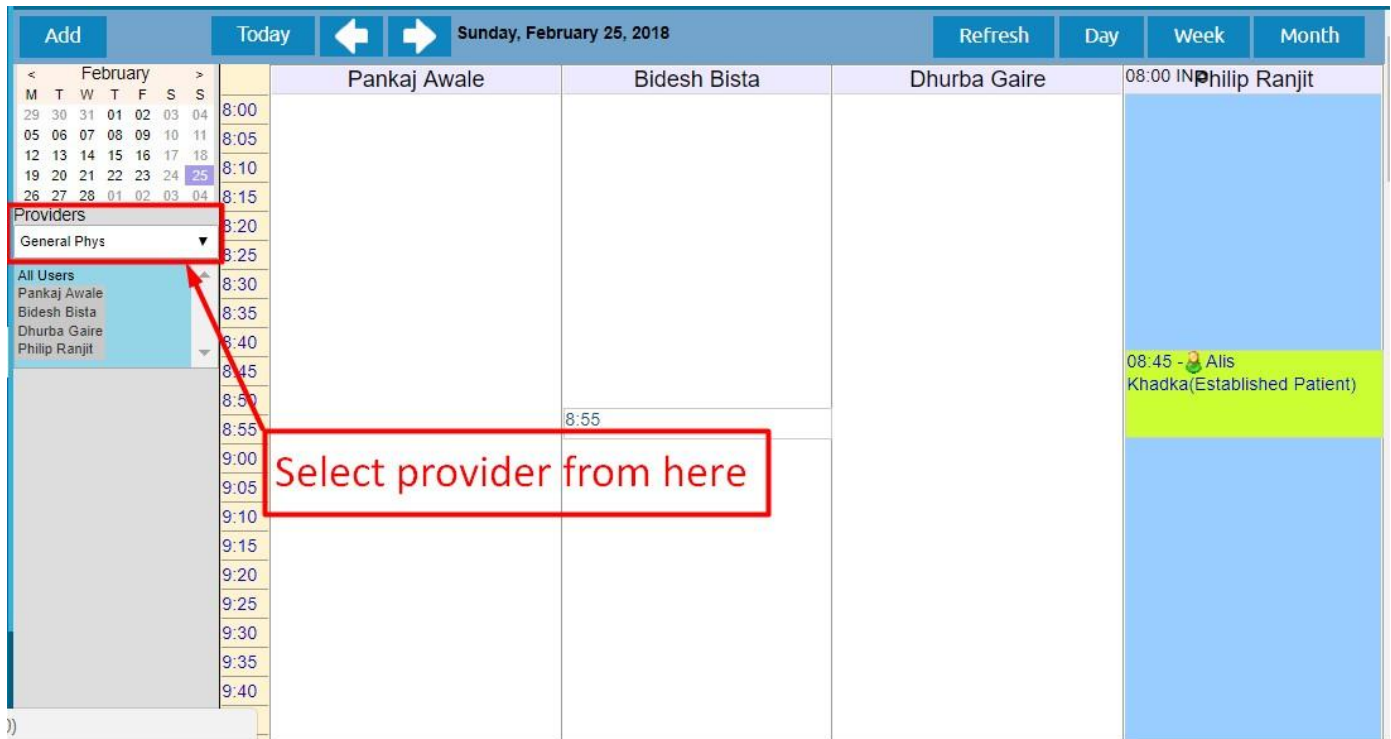 Add
Today
Sunday, February 25, 2018
Refresh
Day
Week
Month
< February >
M T W T F S S
29 30 31 01 02 03 04
05 06 07 08 09 10 11
12 13 14 15 16 17 18
19 20 21 22 23 24 25
26 27 28 01 02 03 04
Providers
General Phys
All Users
Pankaj Awale
Bidesh Bista
Dhurba Gaire
Philip Ranjit
8:00
8:05
8:10
8:15
8:20
8:25
8:30
8:35
8:40
8:45
8:50
8:55
9:00
9:05
9:10
9:15
9:20
9:25
9:30
9:35
9:40
Pankaj Awale
Bidesh Bista
8:55
Dhurba Gaire
08:00 IN
Philip Ranjit
08:45 - Alis
Khadka(Established Patient)
Select provider from here